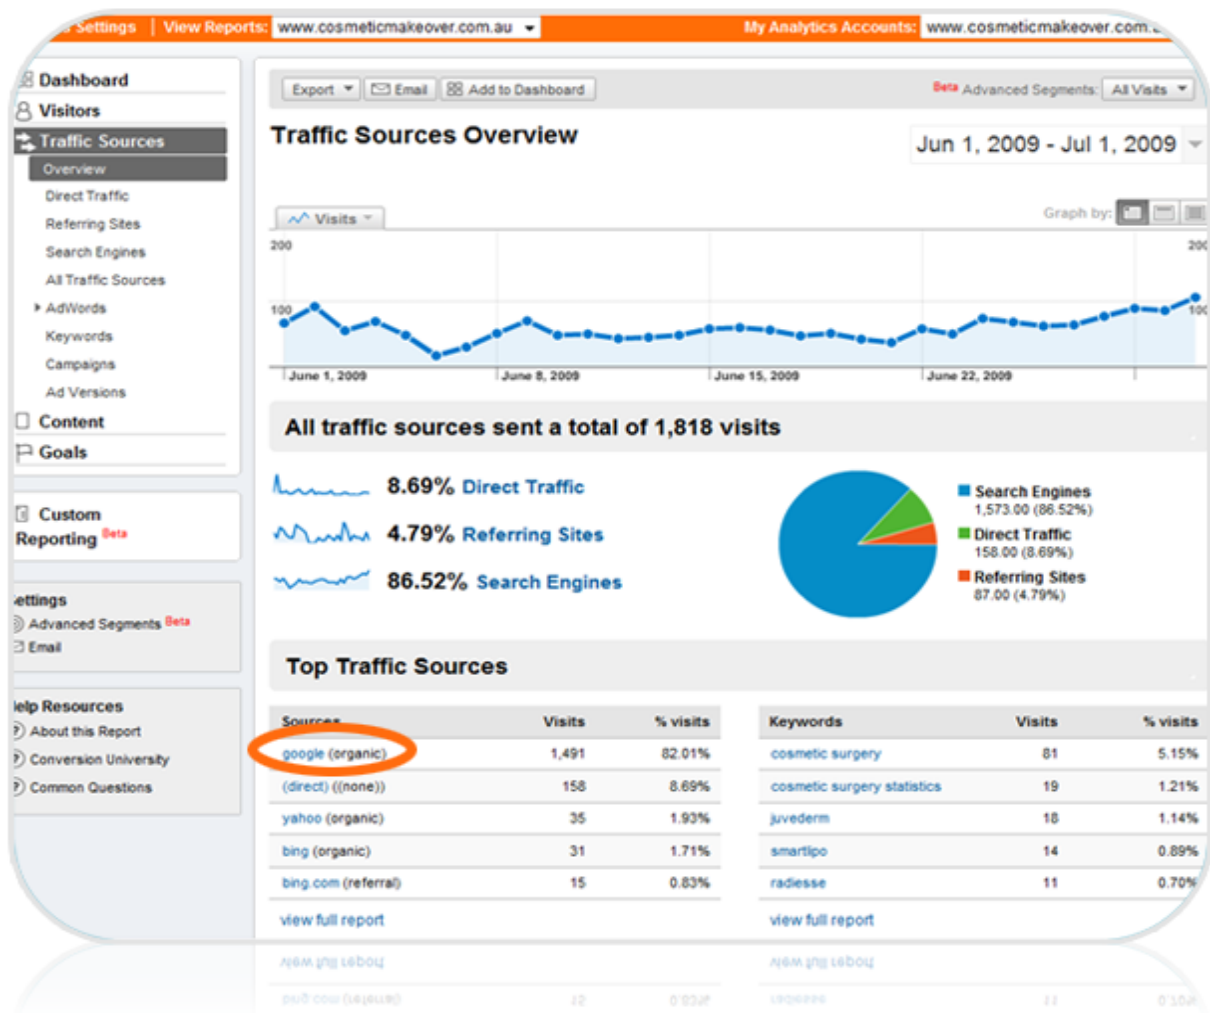 Settings | View Reports: www.cosmeticmakeover.com.au My Analytics Accounts: www.cosmeticmakeover.com.
Dashboard
Visitors
Traffic Sources
Overview
Direct Traffic
Referring Sites
Search Engines
All Traffic Sources
AdWords
Keywords
Campaigns
Ad Versions
Content
Goals
Custom
Reporting Beta
ettings
Advanced Segments Beta
Email
elp Resources
About this Report
Conversion University
Common Questions
Export Email Add to Dashboard Beta Advanced Segments: All Visits
Traffic Sources Overview
Jun 1, 2009 - Jul 1, 2009
Visits Graph by:
200 200
100 100
June 1, 2009 June 8, 2009 June 15, 2009 June 22, 2009
All traffic sources sent a total of 1,818 visits
8.69% Direct Traffic
4.79% Referring Sites
86.52% Search Engines
Search Engines
1,573.00 (86.52%)
Direct Traffic
158.00 (8.69%)
Referring Sites
87.00 (4.79%)
Top Traffic Sources
Sources Visits % visits
google (organic) 1,491 82.01%
(direct) ((none)) 158 8.69%
yahoo (organic) 35 1.93%
bing (organic) 31 1.71%
bing.com (referral) 15 0.83%
view full report
Keywords Visits % visits
cosmetic surgery 81 5.15%
cosmetic surgery statistics 19 1.21%
juvederm 18 1.14%
smartlipo 14 0.89%
radiesse 11 0.70%
view full report